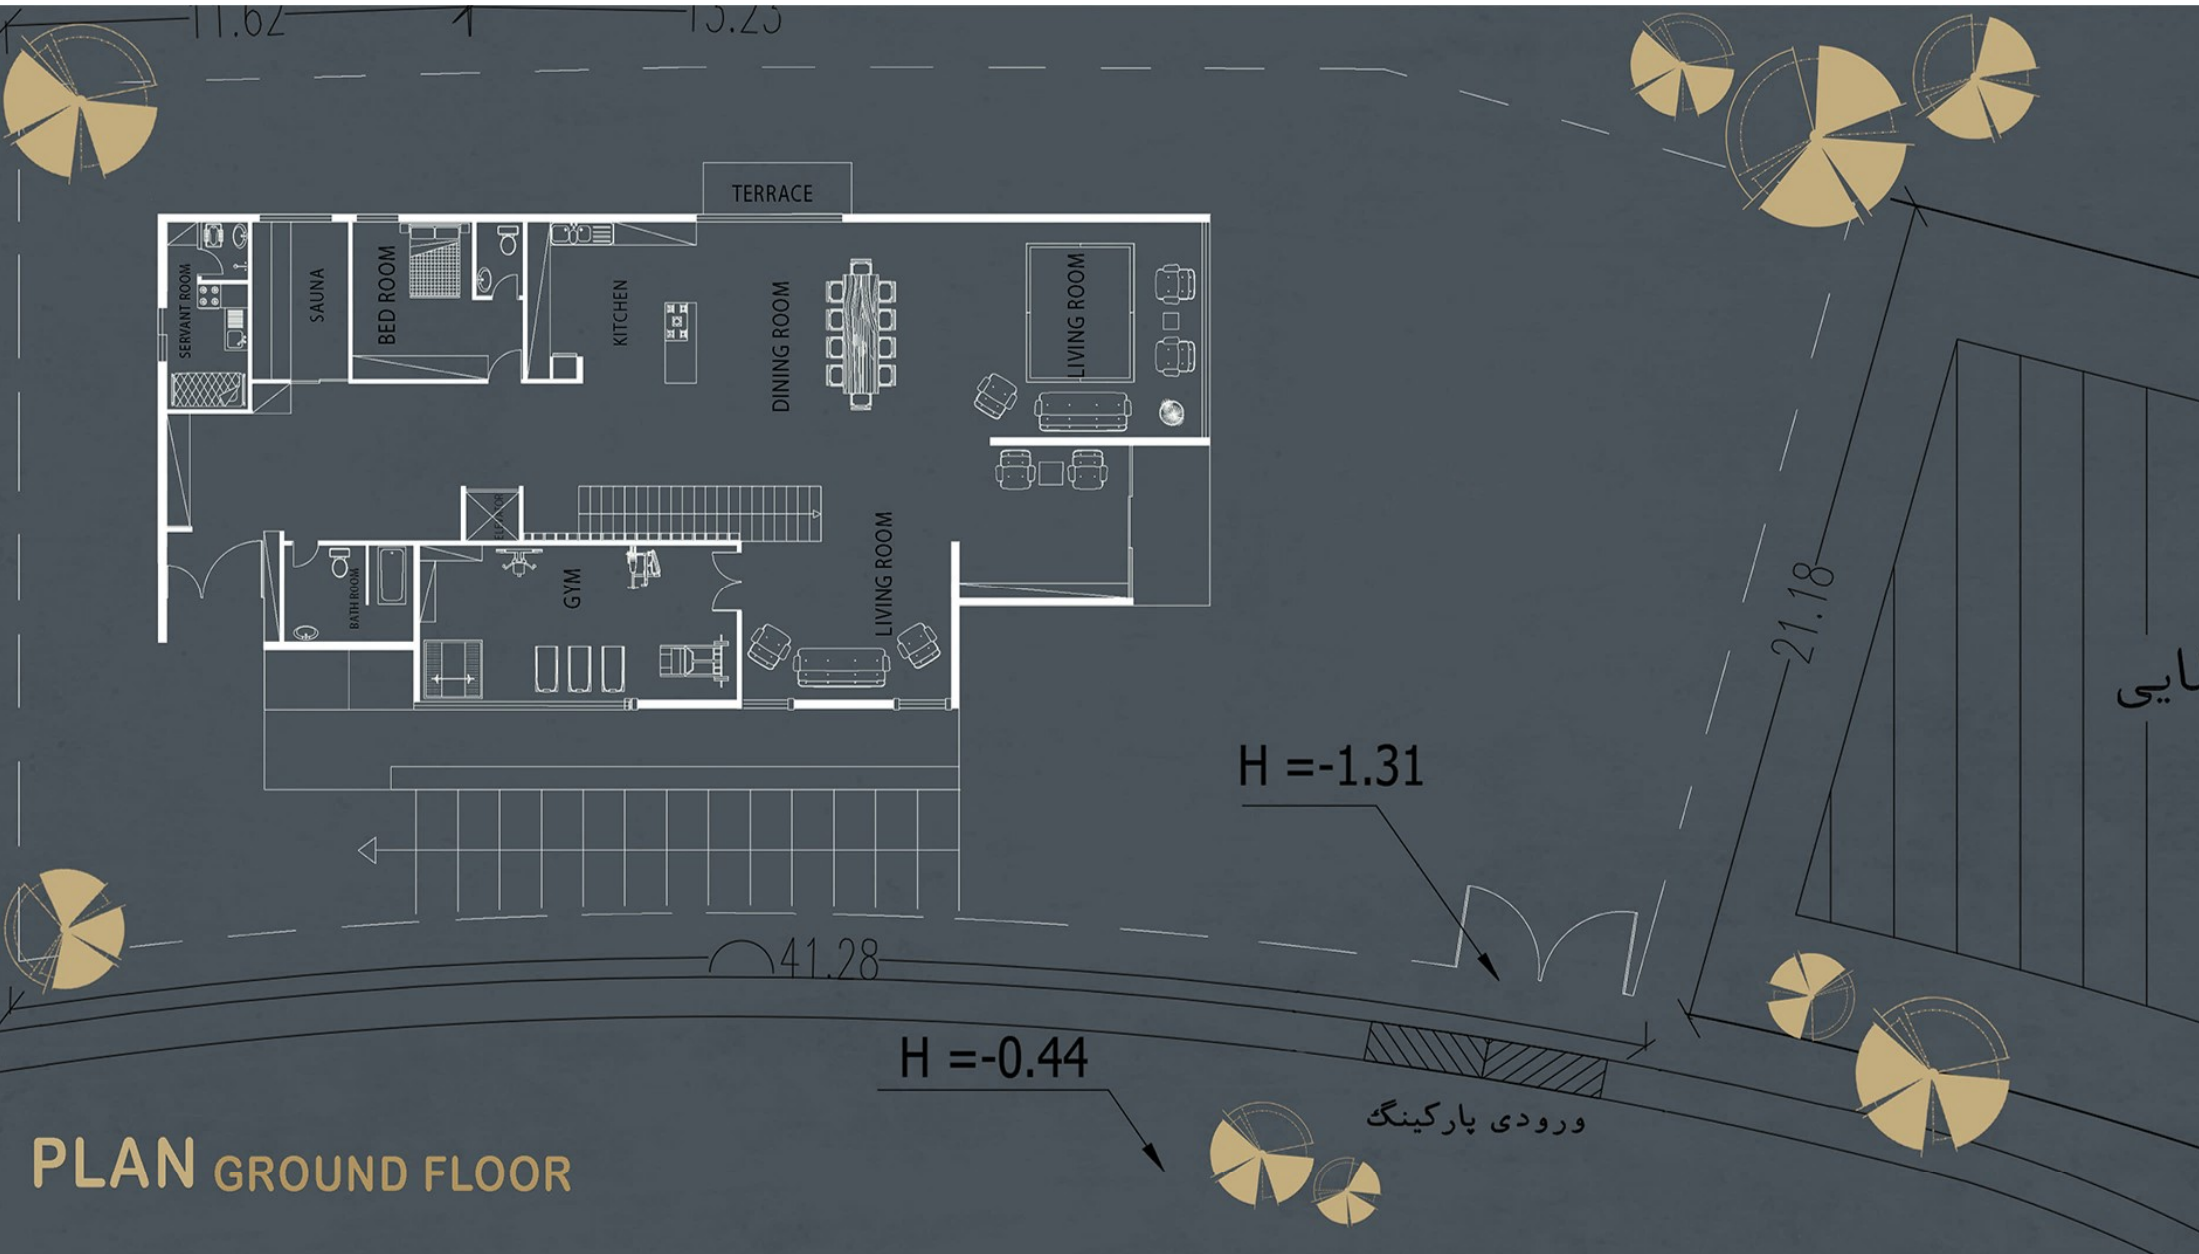 11.62
15.23
TERRACE
SERVANT ROOM
SAUNA
BED ROOM
KITCHEN
DINING ROOM
LIVING ROOM
ELEVATOR
BATH ROOM
GYM
LIVING ROOM
21.18
H =-1.31
41.28
H =-0.44
ورودی پارکینگ
PLAN GROUND FLOOR